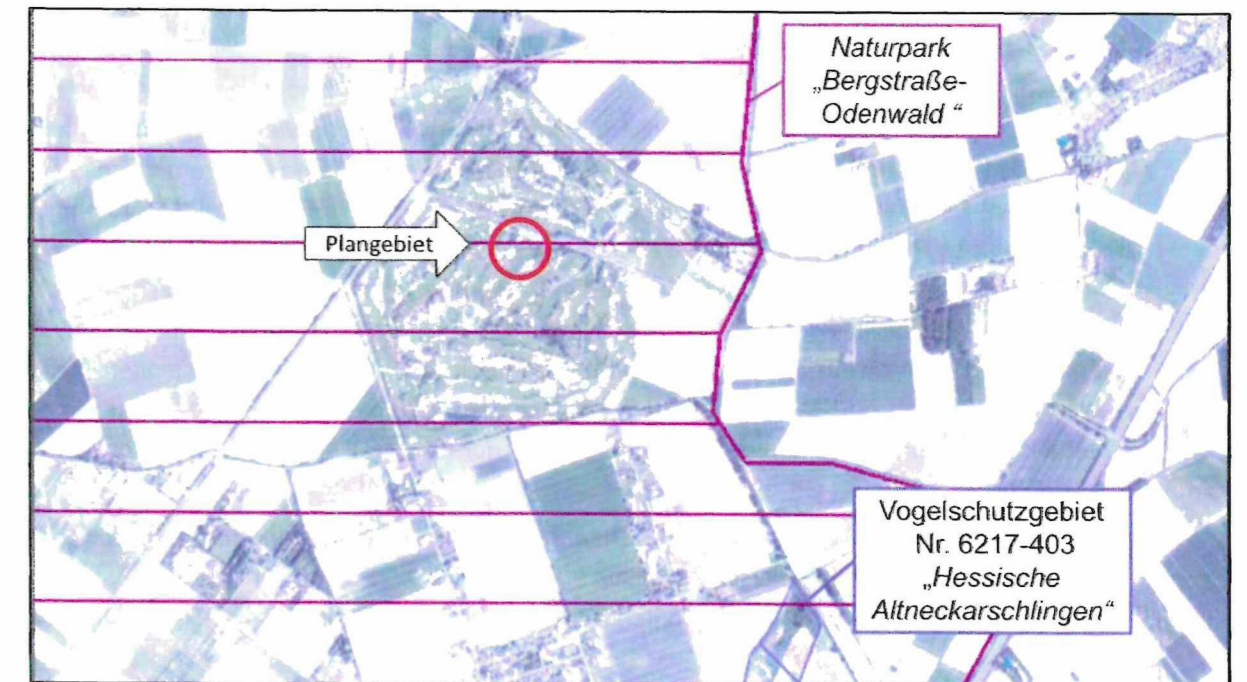 Naturpark
„Bergstraße-
Odenwald “
Plangebiet
Vogelschutzgebiet
Nr. 6217-403
„Hessische
Altneckarschlingen“